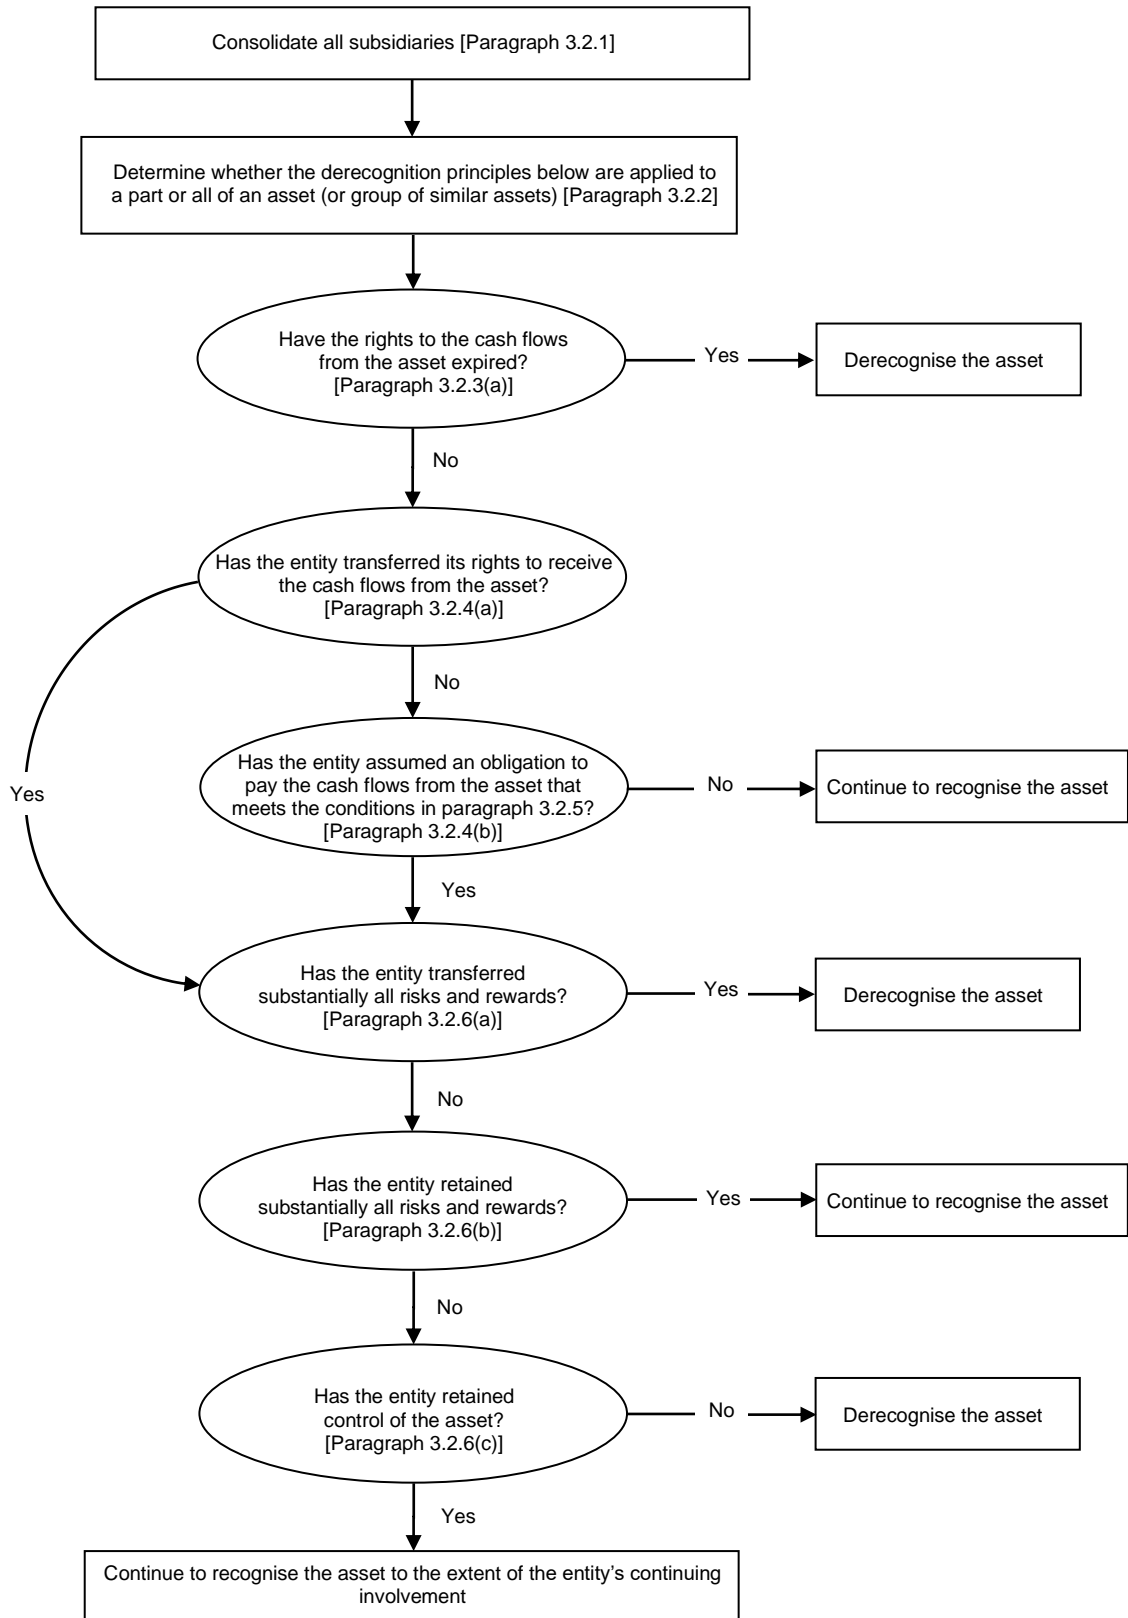 Consolidate all subsidiaries [Paragraph 3.2.1]
Determine whether the derecognition principles below are applied to
a part or all of an asset (or group of similar assets) [Paragraph 3.2.2]
Have the rights to the cash flows
from the asset expired?
[Paragraph 3.2.3(a)]
Yes
Derecognise the asset
No
Has the entity transferred its rights to receive
the cash flows from the asset?
[Paragraph 3.2.4(a)]
No
Yes
Has the entity assumed an obligation to
pay the cash flows from the asset that
meets the conditions in paragraph 3.2.5?
[Paragraph 3.2.4(b)]
No
Continue to recognise the asset
Yes
Has the entity transferred
substantially all risks and rewards?
[Paragraph 3.2.6(a)]
Yes
Derecognise the asset
No
Has the entity retained
substantially all risks and rewards?
[Paragraph 3.2.6(b)]
Yes
Continue to recognise the asset
No
Has the entity retained
control of the asset?
[Paragraph 3.2.6(c)]
No
Derecognise the asset
Yes
Continue to recognise the asset to the extent of the entity’s continuing
involvement